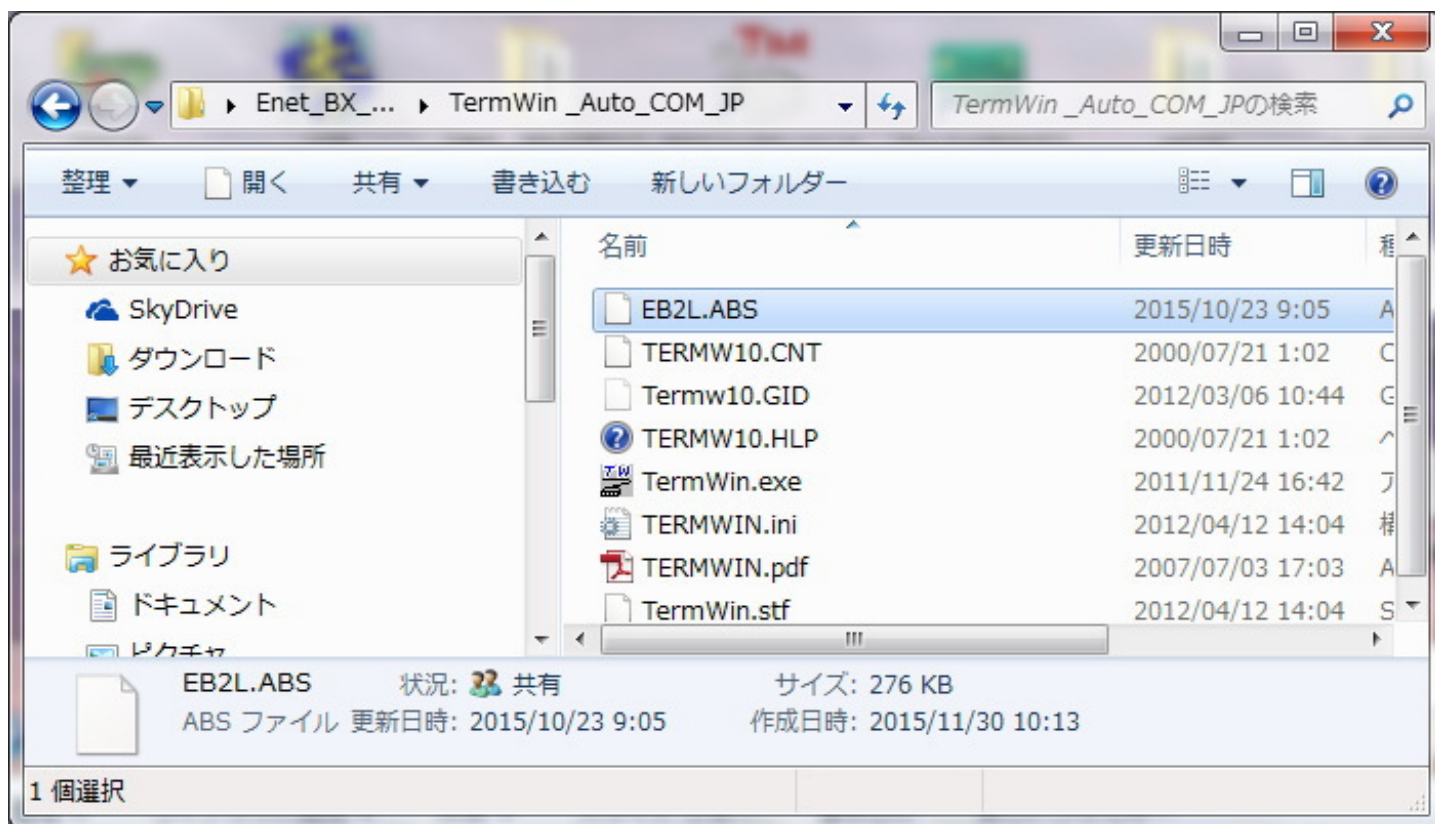 Enet_BX_... TermWin _Auto_COM_JP TermWin _Auto_COM_JPの検索
整理 開く 共有 書き込む 新しいフォルダー
お気に入り
SkyDrive
ダウンロード
デスクトップ
最近表示した場所
ライブラリ
ドキュメント
ピクチャ
名前 更新日時
EB2L.ABS 2015/10/23 9:05 A
TERMW10.CNT 2000/07/21 1:02 C
Termw10.GID 2012/03/06 10:44 G
TERMW10.HLP 2000/07/21 1:02 ヘ
TermWin.exe 2011/11/24 16:42 ア
TERMWIN.ini 2012/04/12 14:04 構
TERMWIN.pdf 2007/07/03 17:03 A
TermWin.stf 2012/04/12 14:04 S
EB2L.ABS 状況: 共有 サイズ: 276 KB
ABS ファイル 更新日時: 2015/10/23 9:05 作成日時: 2015/11/30 10:13
1 個選択